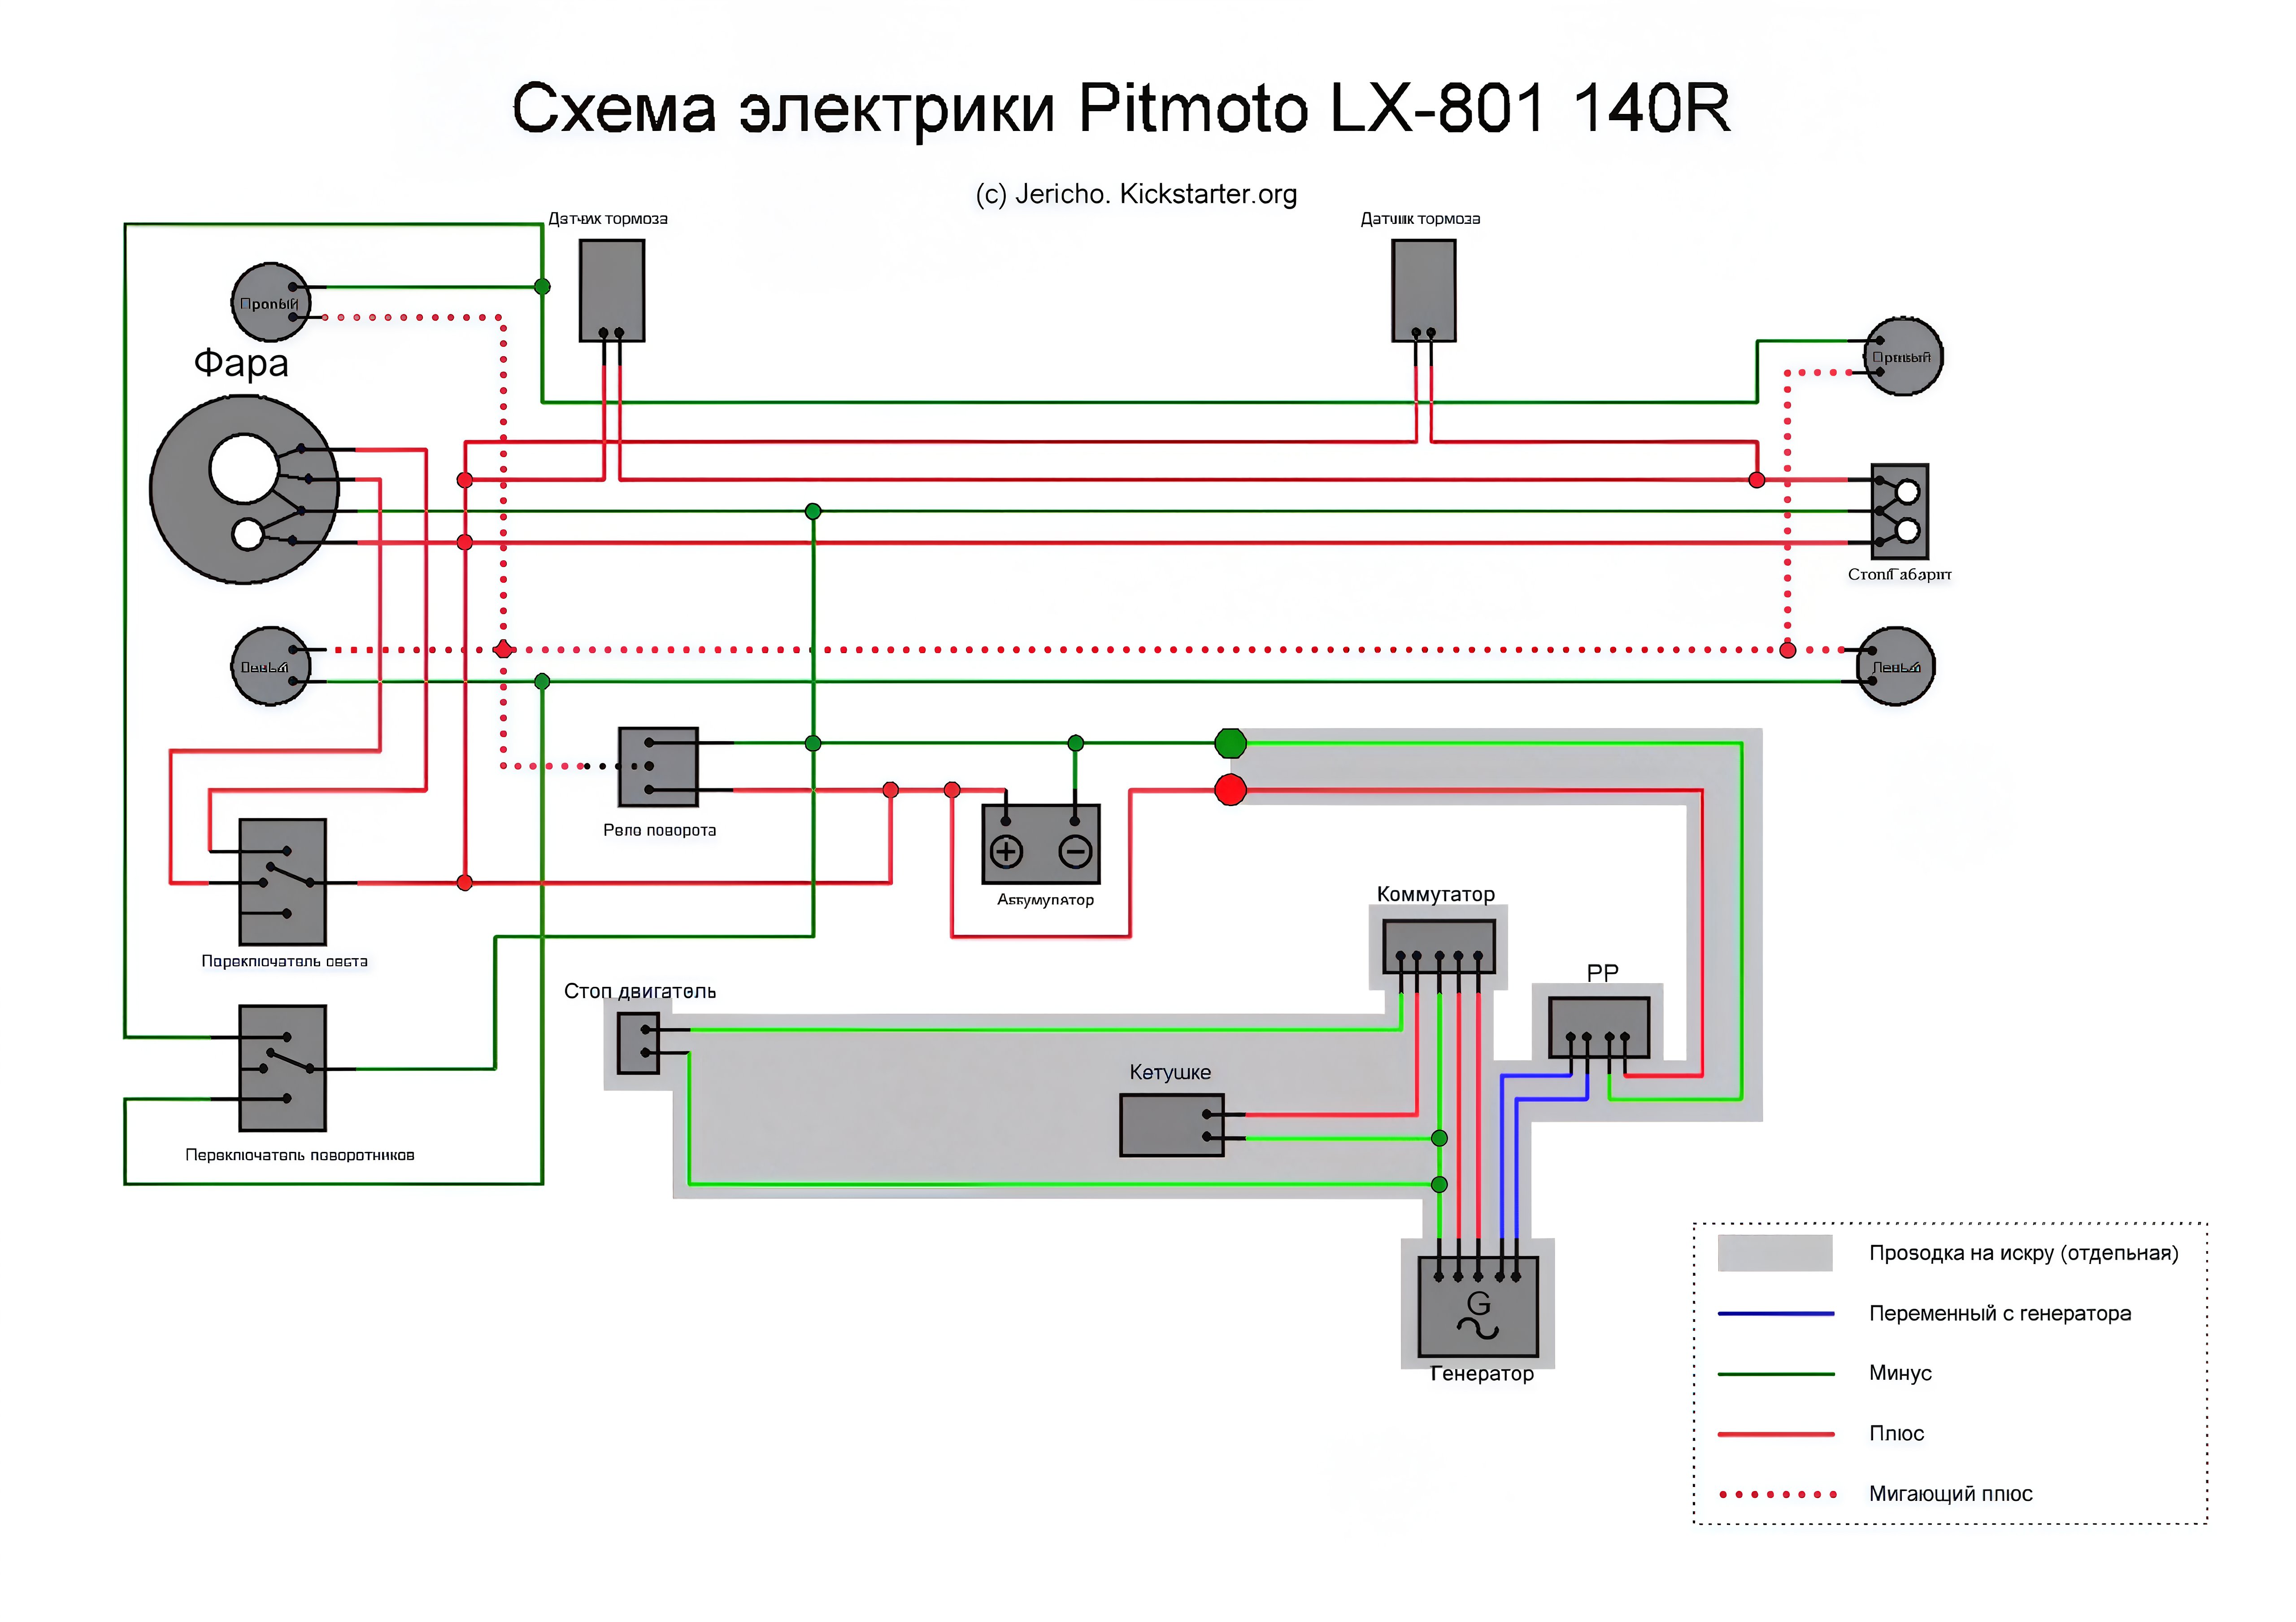 Схема электрики Pitmoto LX-801 140R
(c) Jericho. Kickstarter.org
Датчик тормоза
Датчик тормоза
Правый
Правый
Фара
Стоп/Габарит
Левый
Левый
Реле поворота
Аккумулятор
Коммутатор
Переключатель света
РР
Стоп двигатель
Кетушке
Переключатель поворотников
G
Генератор
Проводка на искру (отдельная)
Переменный с генератора
Минус
Плюс
Мигающий плюс